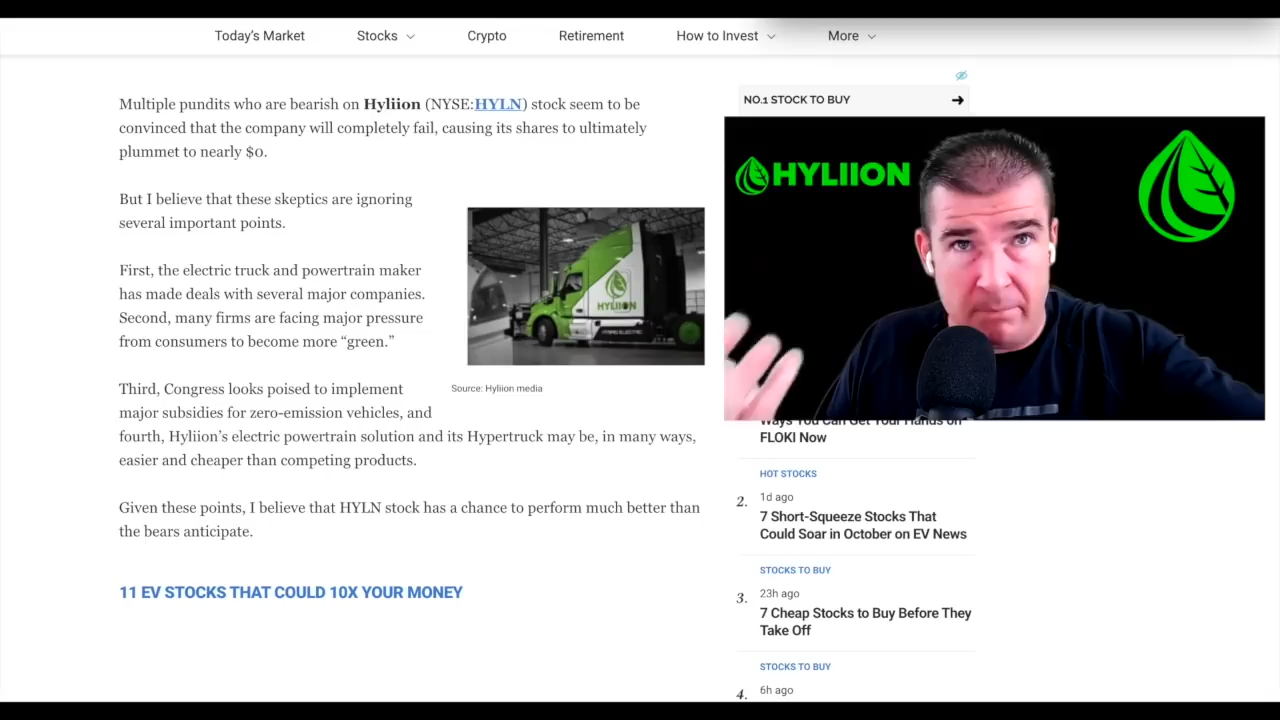 Today's Market
Stocks
Crypto
Retirement
How to Invest
More
Multiple pundits who are bearish on Hyliion (NYSE:HYLN) stock seem to be
convinced that the company will completely fail, causing its shares to ultimately
plummet to nearly $0.
But I believe that these skeptics are ignoring
several important points.
First, the electric truck and powertrain maker
has made deals with several major companies.
Second, many firms are facing major pressure
from consumers to become more “green.”
HYLIION
Source: Hyliion media
Third, Congress looks poised to implement
major subsidies for zero-emission vehicles, and
fourth, Hyliion’s electric powertrain solution and its Hypertruck may be, in many ways,
easier and cheaper than competing products.
Given these points, I believe that HYLN stock has a chance to perform much better than
the bears anticipate.
11 EV STOCKS THAT COULD 10X YOUR MONEY
NO.1 STOCK TO BUY
HYLIION
Ways You Can Get Your Hands on
FLOKI Now
HOT STOCKS
2.
1d ago
7 Short-Squeeze Stocks That
Could Soar in October on EV News
STOCKS TO BUY
3.
23h ago
7 Cheap Stocks to Buy Before They
Take Off
STOCKS TO BUY
4.
6h ago